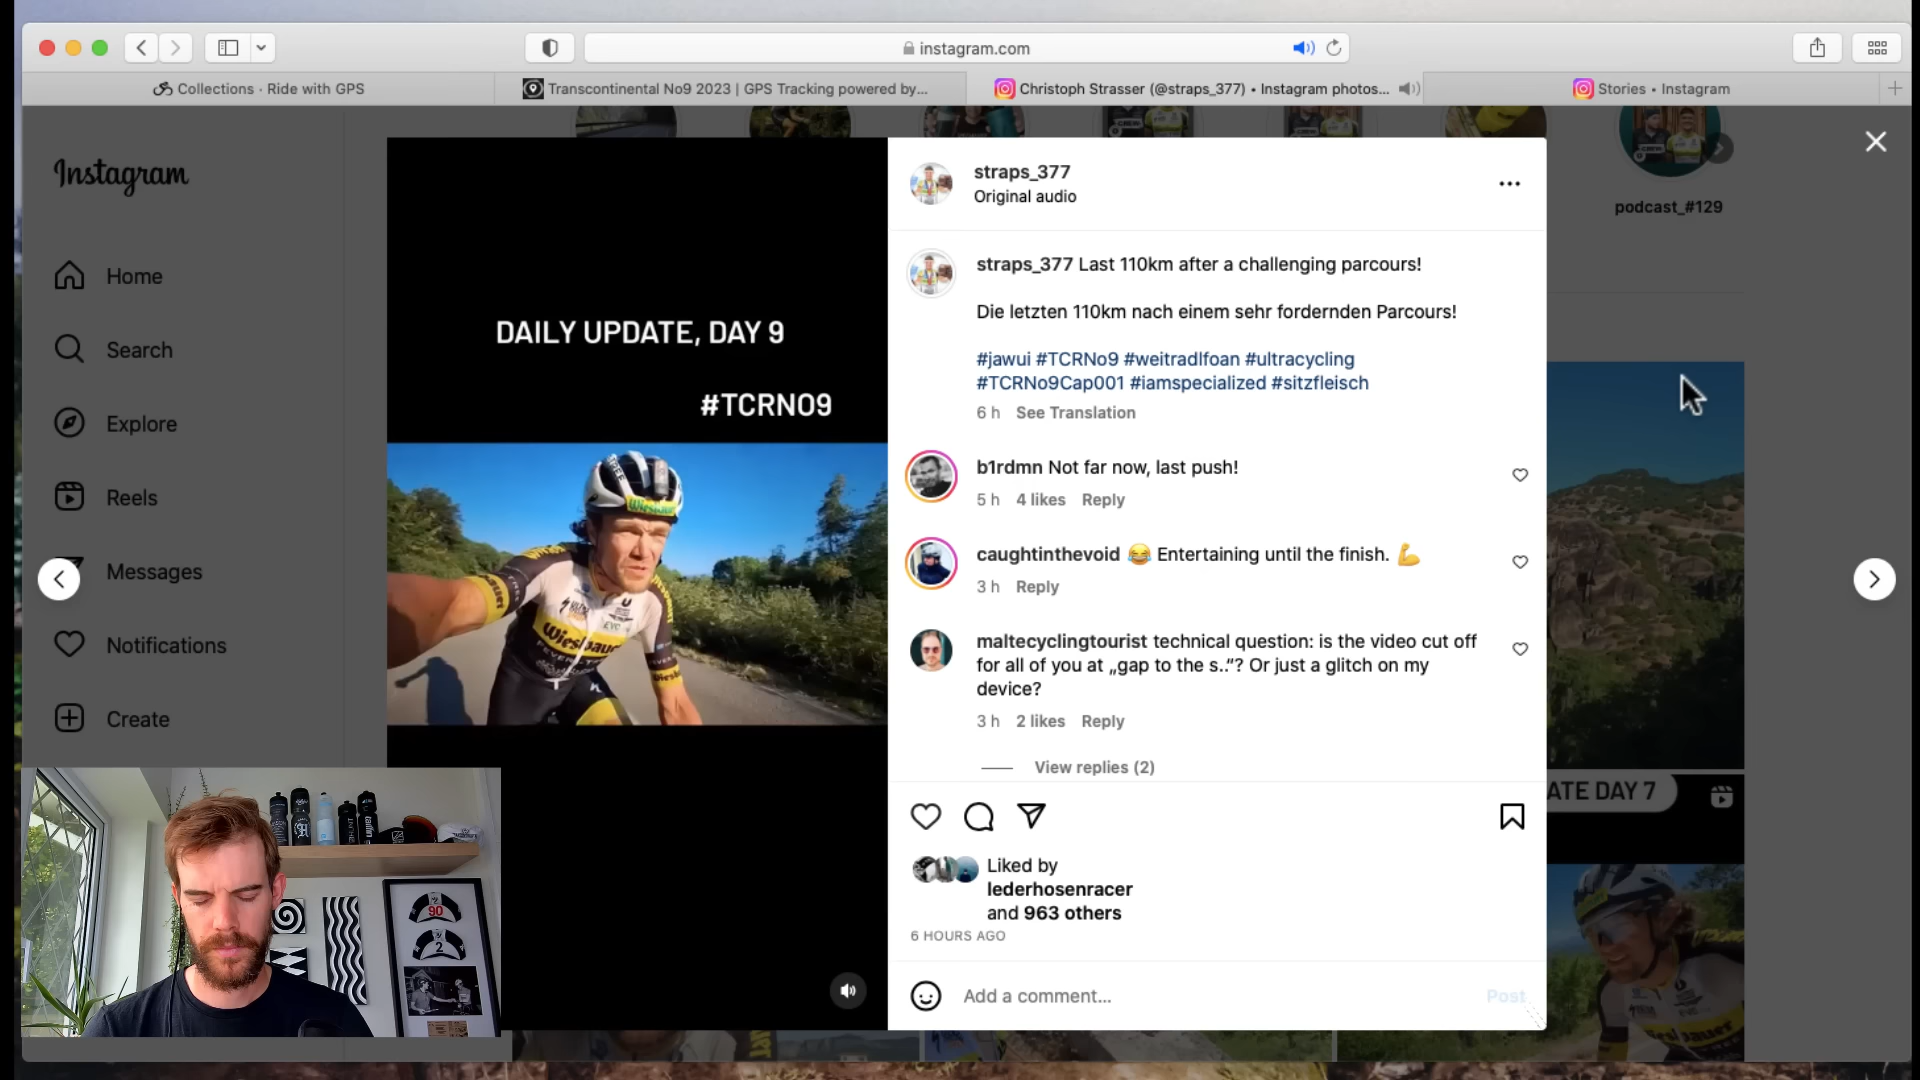 instagram.com
Collections · Ride with GPS
Transcontinental No9 2023 | GPS Tracking powered by...
Christoph Strasser (@straps_377) • Instagram photos...
Stories • Instagram
Instagram
Home
Search
Explore
Reels
Messages
Notifications
Create
DAILY UPDATE, DAY 9
#TCRNO9
Wiesbauer
straps_377
Original audio
straps_377 Last 110km after a challenging parcours!
Die letzten 110km nach einem sehr fordernden Parcours!
#jawui #TCRNo9 #weitradlfoan #ultracycling
#TCRNo9Cap001 #iamspecialized #sitzfleisch
6 h See Translation
b1rdmn Not far now, last push!
5 h 4 likes Reply
caughtinthevoid 😂 Entertaining until the finish. 💪
3 h Reply
maltecyclingtourist technical question: is the video cut off
for all of you at „gap to the s.."? Or just a glitch on my
device?
3 h 2 likes Reply
View replies (2)
Liked by
lederhosenracer
and 963 others
6 HOURS AGO
Add a comment...
Post
podcast_#129
ATE DAY 7
90
2